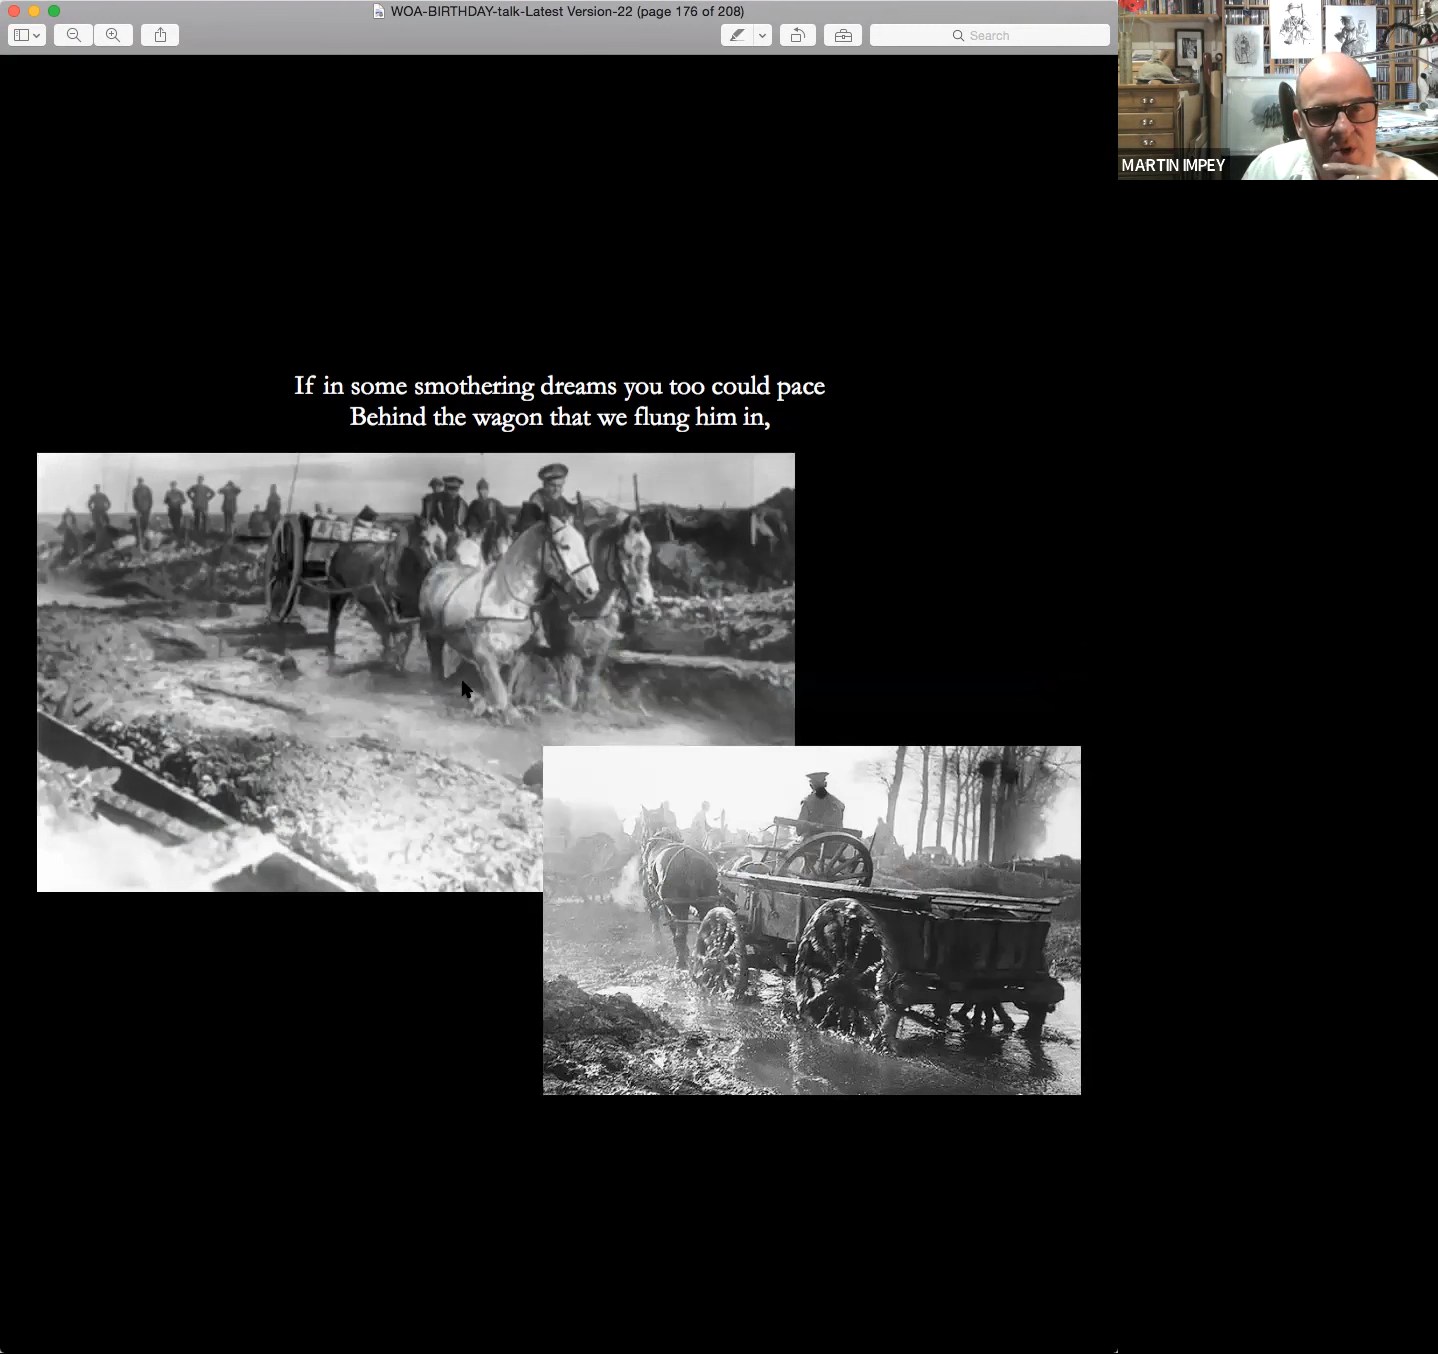 WOA-BIRTHDAY-talk-Latest Version-22 (page 176 of 208)
Search
MARTIN IMPEY
If in some smothering dreams you too could pace
Behind the wagon that we flung him in,